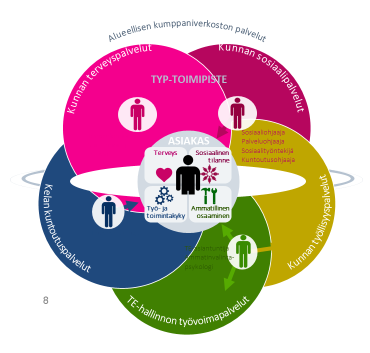 Alueellisen kumppaniverkoston palvelut
Kunnan terveyspalvelut
Kunnan sosiaalipalvelut
TYP-TOIMIPISTE
Sosiaaliohjaaja
Palveluohjaaja
Sosiaalityöntekijä
Kuntoutusohjaaja
ASIAKAS
Terveys
Sosiaalinen
tilanne
Työ- ja
toimintakyky
Ammatillinen
osaaminen
Kelan kuntoutuspalvelut
Kunnan työllisyyspalvelut
TE-hallinnon työvoimapalvelut
8